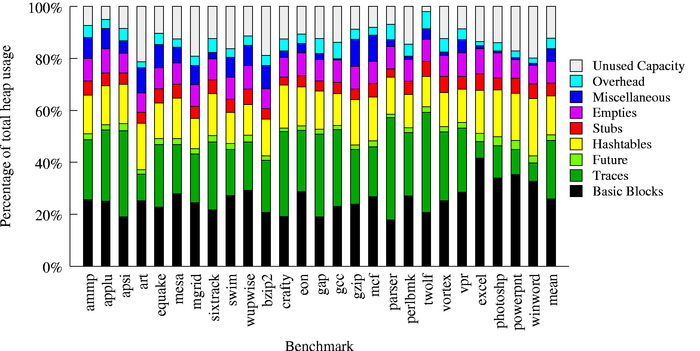 Percentage of total heap usage
100%
80%
60%
40%
20%
0%
ammp
applu
apsi
art
equake
mesa
mgrid
sixtrack
swim
wupwise
bzip2
crafty
eon
gap
gcc
gzip
mcf
parser
perlbmk
twolf
vortex
vpr
excel
photoshp
powerpnt
winword
mean
Benchmark
Unused Capacity
Overhead
Miscellaneous
Empties
Stubs
Hashtables
Future
Traces
Basic Blocks